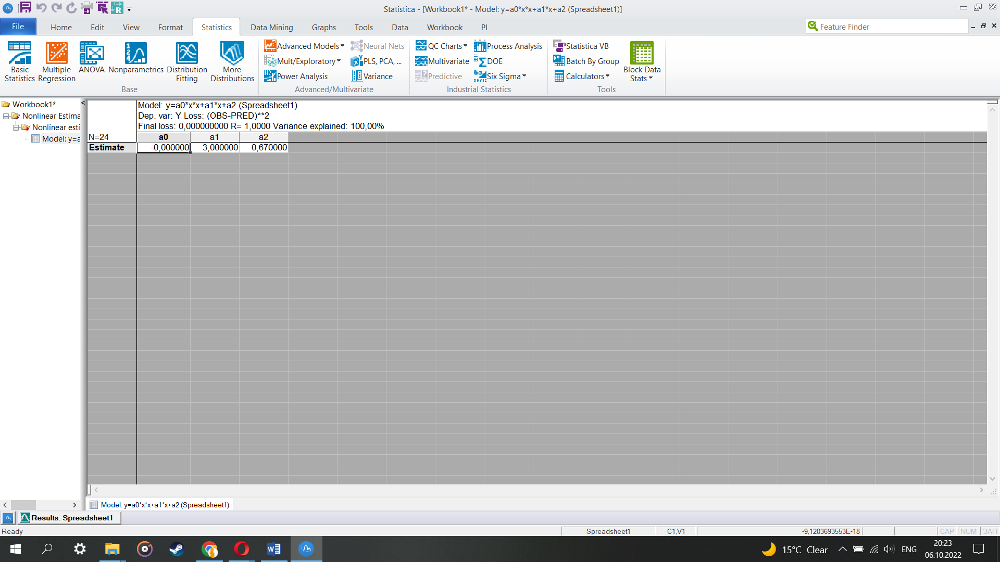 Statistica - [Workbook1* - Model: y=a0*x*x+a1*x+a2 (Spreadsheet1)]
File Home Edit View Format Statistics Data Mining Graphs Tools Data Workbook PI Feature Finder
Basic Statistics
Multiple Regression
ANOVA
Nonparametrics
Distribution Fitting
More Distributions
Base
Advanced Models
Mult/Exploratory
Power Analysis
Neural Nets
PLS, PCA, ...
Variance
Advanced/Multivariate
QC Charts
Multivariate
Predictive
Process Analysis
DOE
Six Sigma
Industrial Statistics
Statistica VB
Batch By Group
Calculators
Block Data Stats
Tools
Workbook1*
Nonlinear Estima
Nonlinear esti
Model: y=a
Model: y=a0*x*x+a1*x+a2 (Spreadsheet1)
Dep. var: Y Loss: (OBS-PRED)**2
Final loss: 0,000000000 R= 1,0000 Variance explained: 100,00%
N=24 a0 a1 a2
Estimate -0,000000 3,000000 0,670000
Model: y=a0*x*x+a1*x+a2 (Spreadsheet1)
Results: Spreadsheet1
Ready Spreadsheet1 C1,V1 -9,1203693553E-18 CAP NUM ЗАП
15°C Clear ENG 20:23
06.10.2022